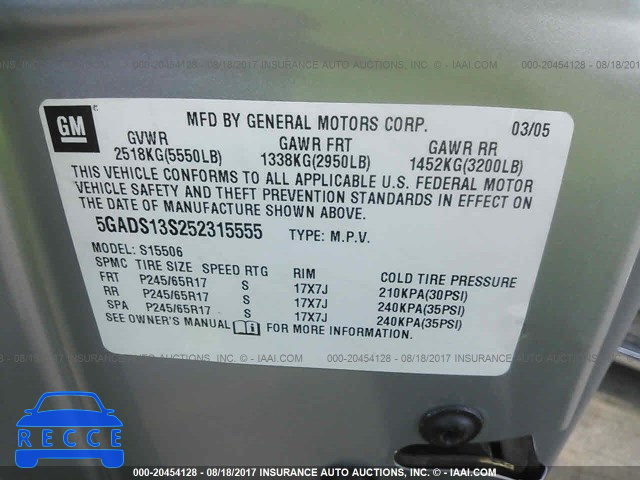 000-20454128 - 08/18/2017 INSURANCE AUTO AUCTIONS, INC. - © - IAAI.COM
GM MFD BY GENERAL MOTORS CORP. 03/05
GVWR GAWR FRT GAWR RR
2518KG(5550LB) 1338KG(2950LB) 1452KG(3200LB)
THIS VEHICLE CONFORMS TO ALL APPLICABLE U.S. FEDERAL MOTOR
VEHICLE SAFETY AND THEFT PREVENTION STANDARDS IN EFFECT ON
THE DATE OF MANUFACTURE SHOWN ABOVE.
5GADS13S252315555 TYPE: M.P.V.
MODEL: S15506
SPMC TIRE SIZE SPEED RTG RIM COLD TIRE PRESSURE
FRT P245/65R17 S 17X7J 210KPA(30PSI)
RR P245/65R17 S 17X7J 240KPA(35PSI)
SPA P245/65R17 S 17X7J 240KPA(35PSI)
SEE OWNER'S MANUAL FOR MORE INFORMATION.
000-20454128 - 08/18/2017 INSURANCE AUTO AUCTIONS, INC. - © - IAAI.COM
RECCE
000-20454128 - 08/18/2017 INSURANCE AUTO AUCTIONS, INC. - © - IAAI.COM